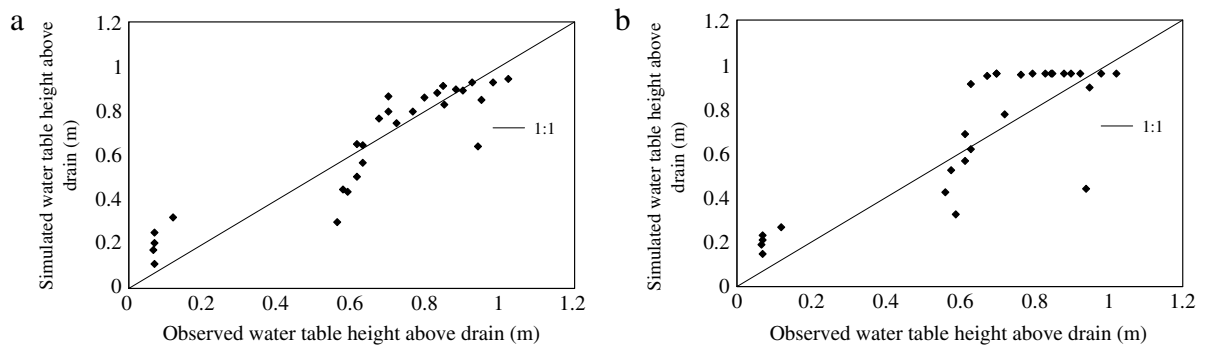 a
Simulated water table height above
drain (m)
1.2
1
0.8
0.6
0.4
0.2
0
0 0.2 0.4 0.6 0.8 1 1.2
Observed water table height above drain (m)
1:1
b
Simulated water table height above
drain (m)
1.2
1
0.8
0.6
0.4
0.2
0
0 0.2 0.4 0.6 0.8 1 1.2
Observed water table height above drain (m)
1:1